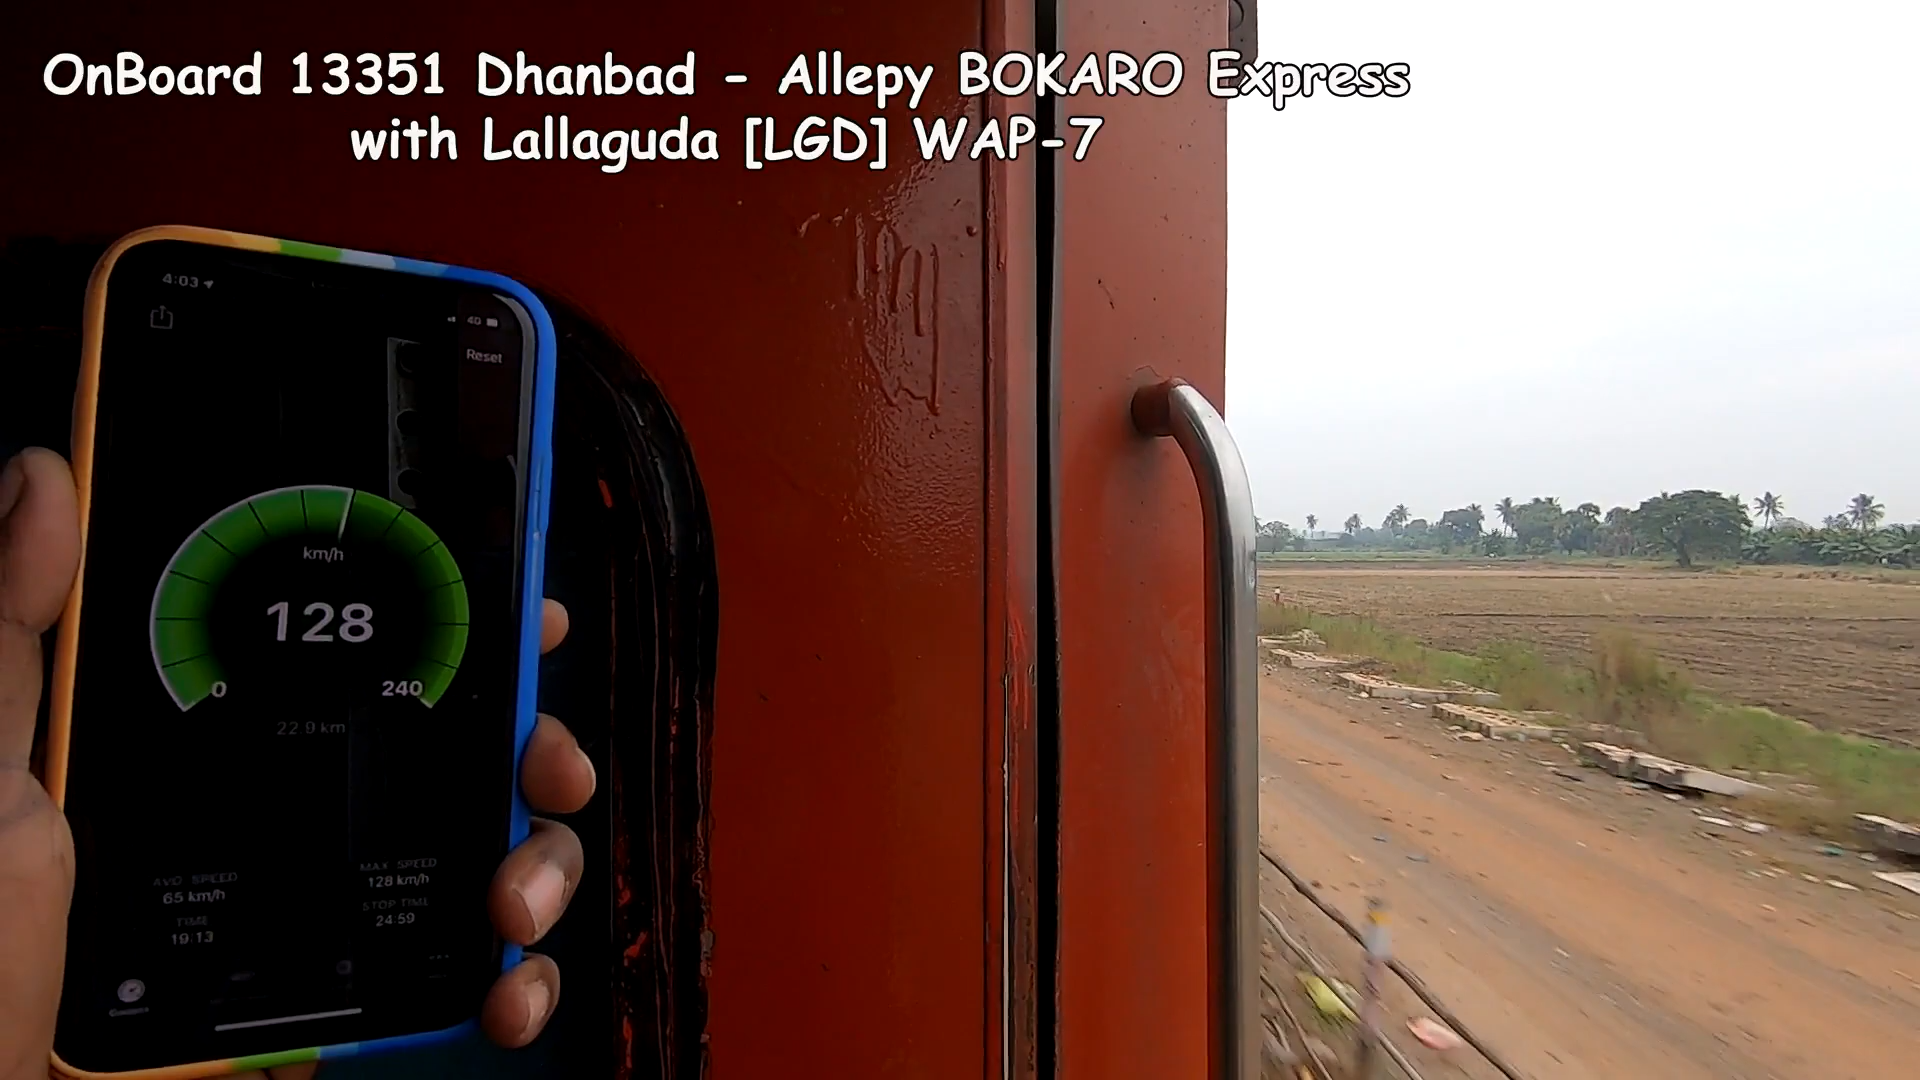 OnBoard 13351 Dhanbad - Allepy BOKARO Express
with Lallaguda [LGD] WAP-7
4:03
4G
Reset
km/h
128
0
240
22.9 km
AVG SPEED
65 km/h
TIME
19:13
MAX SPEED
128 km/h
STOP TIME
24:59